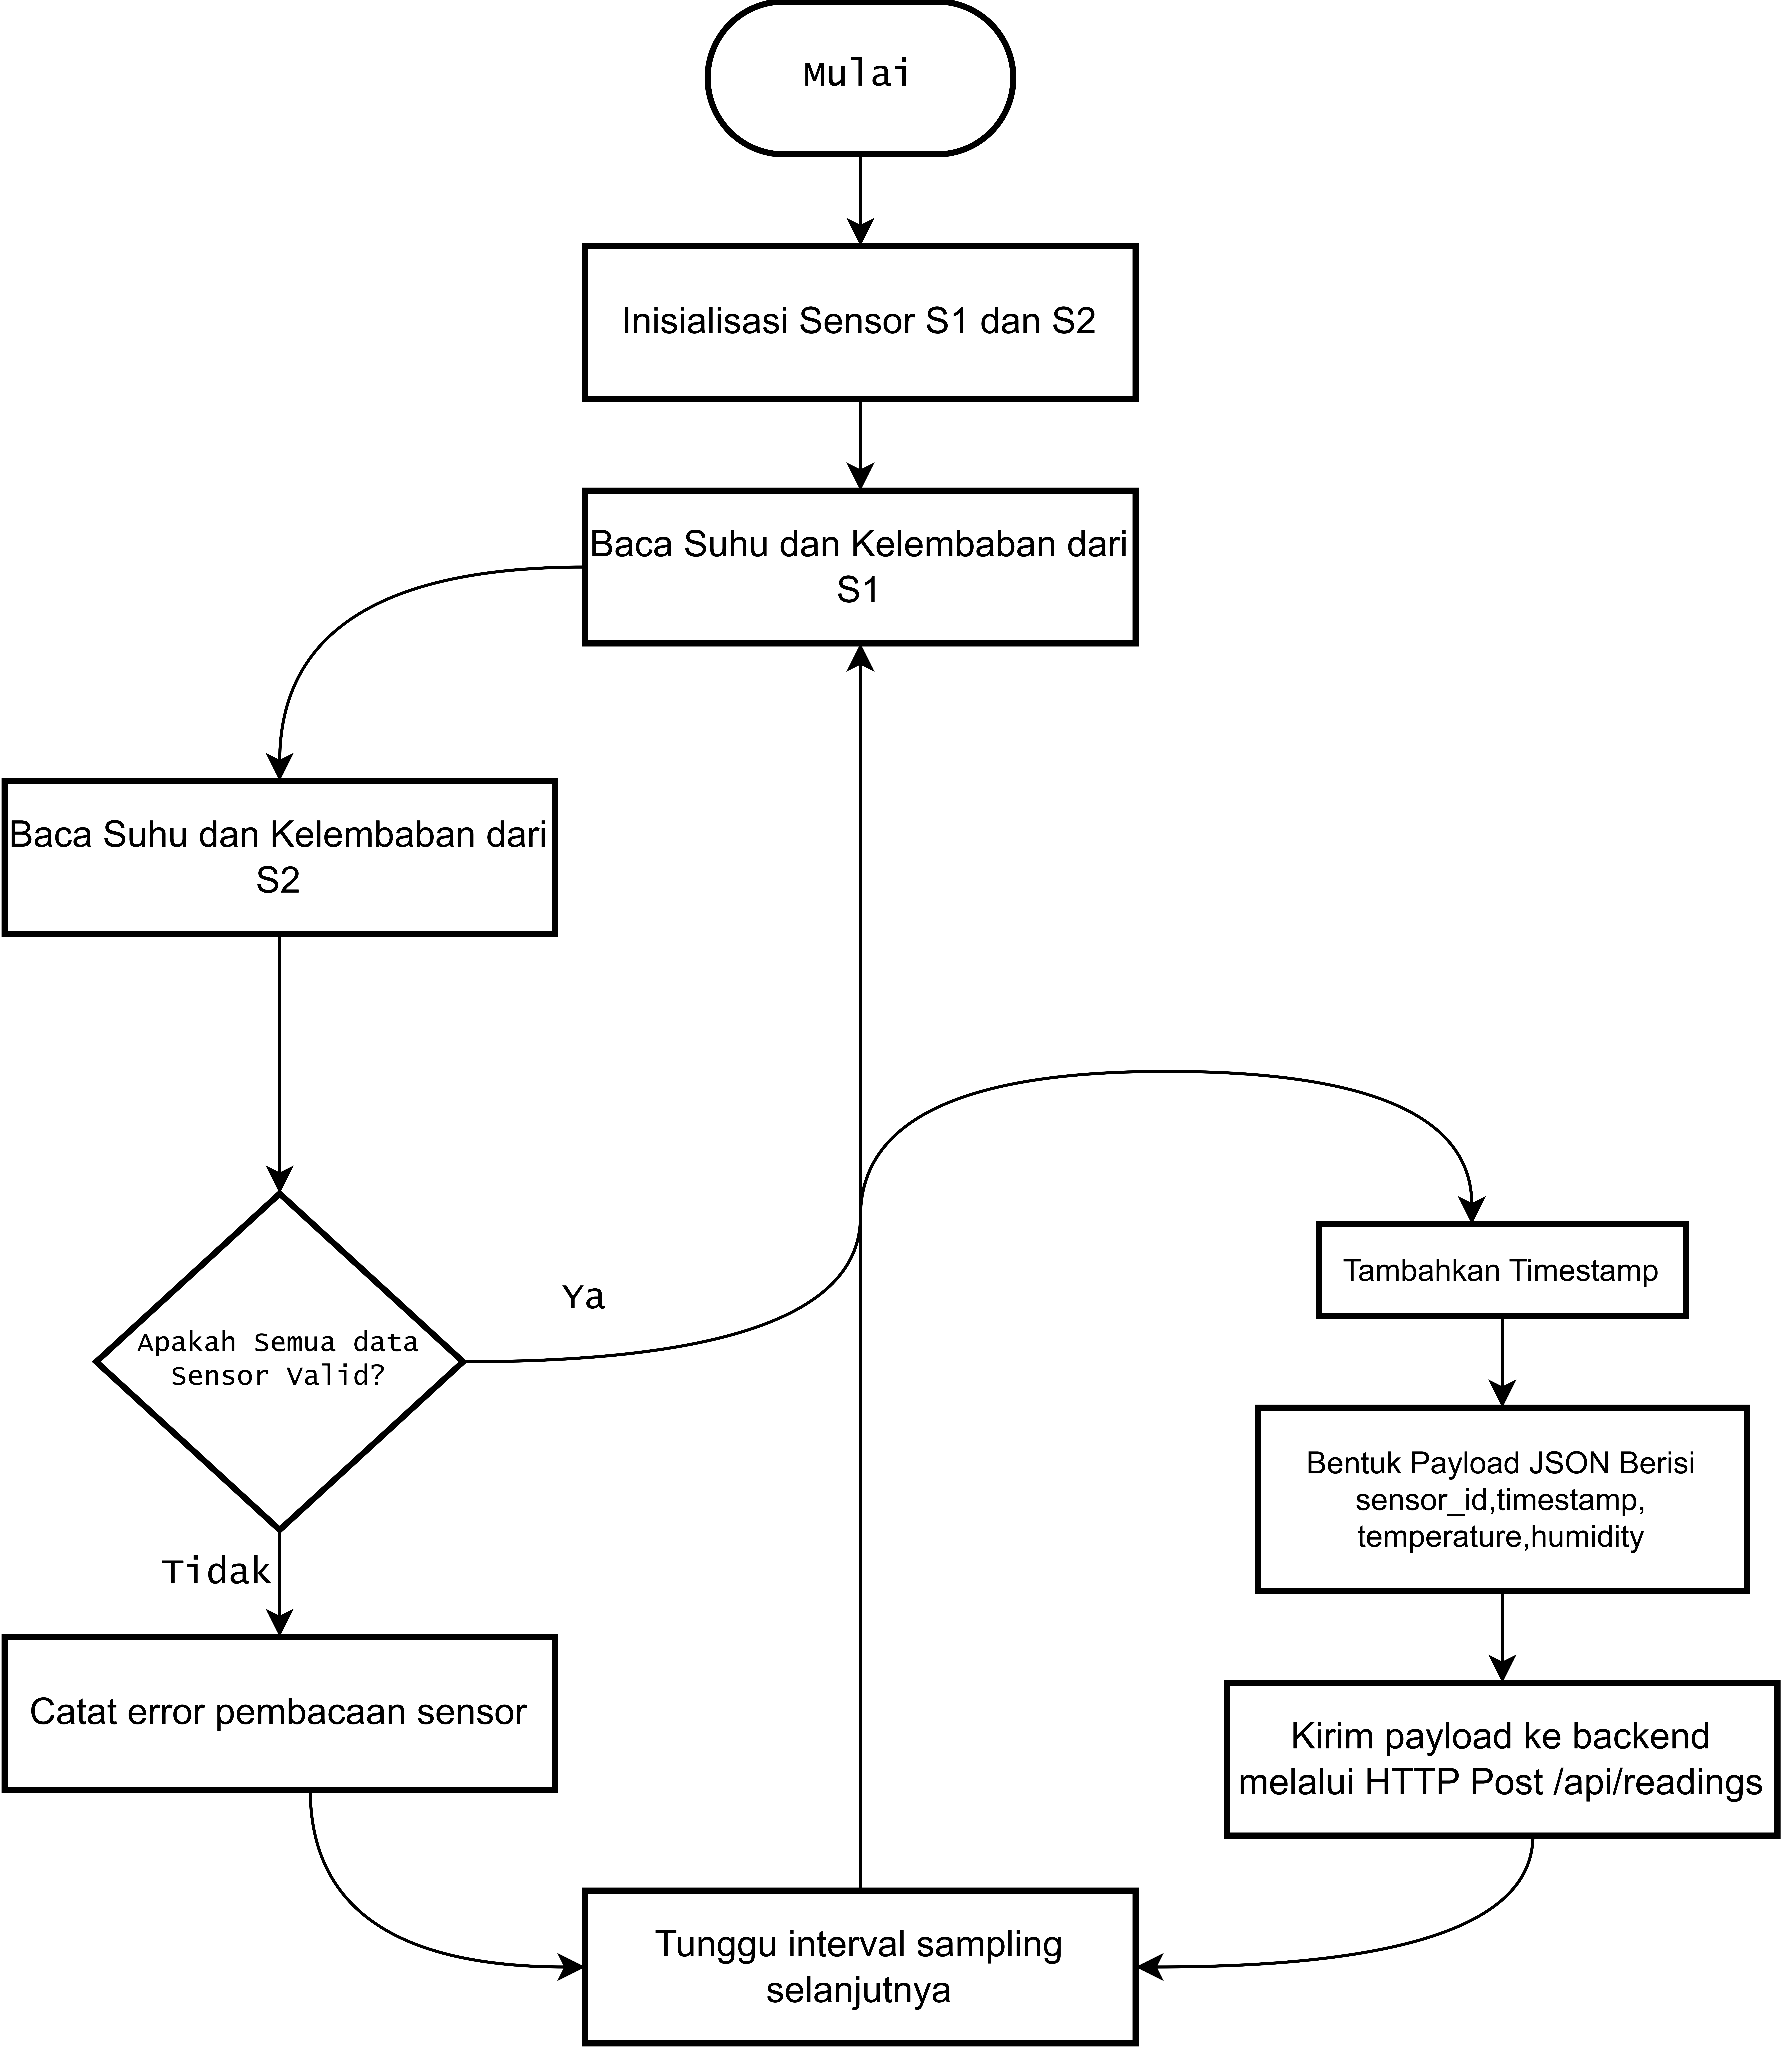 Mulai
Inisialisasi Sensor S1 dan S2
Baca Suhu dan Kelembaban dari
S1
Baca Suhu dan Kelembaban dari
S2
Apakah Semua data
Sensor Valid?
Ya
Tidak
Tambahkan Timestamp
Bentuk Payload JSON Berisi
sensor_id,timestamp,
temperature,humidity
Catat error pembacaan sensor
Kirim payload ke backend
melalui HTTP Post /api/readings
Tunggu interval sampling
selanjutnya